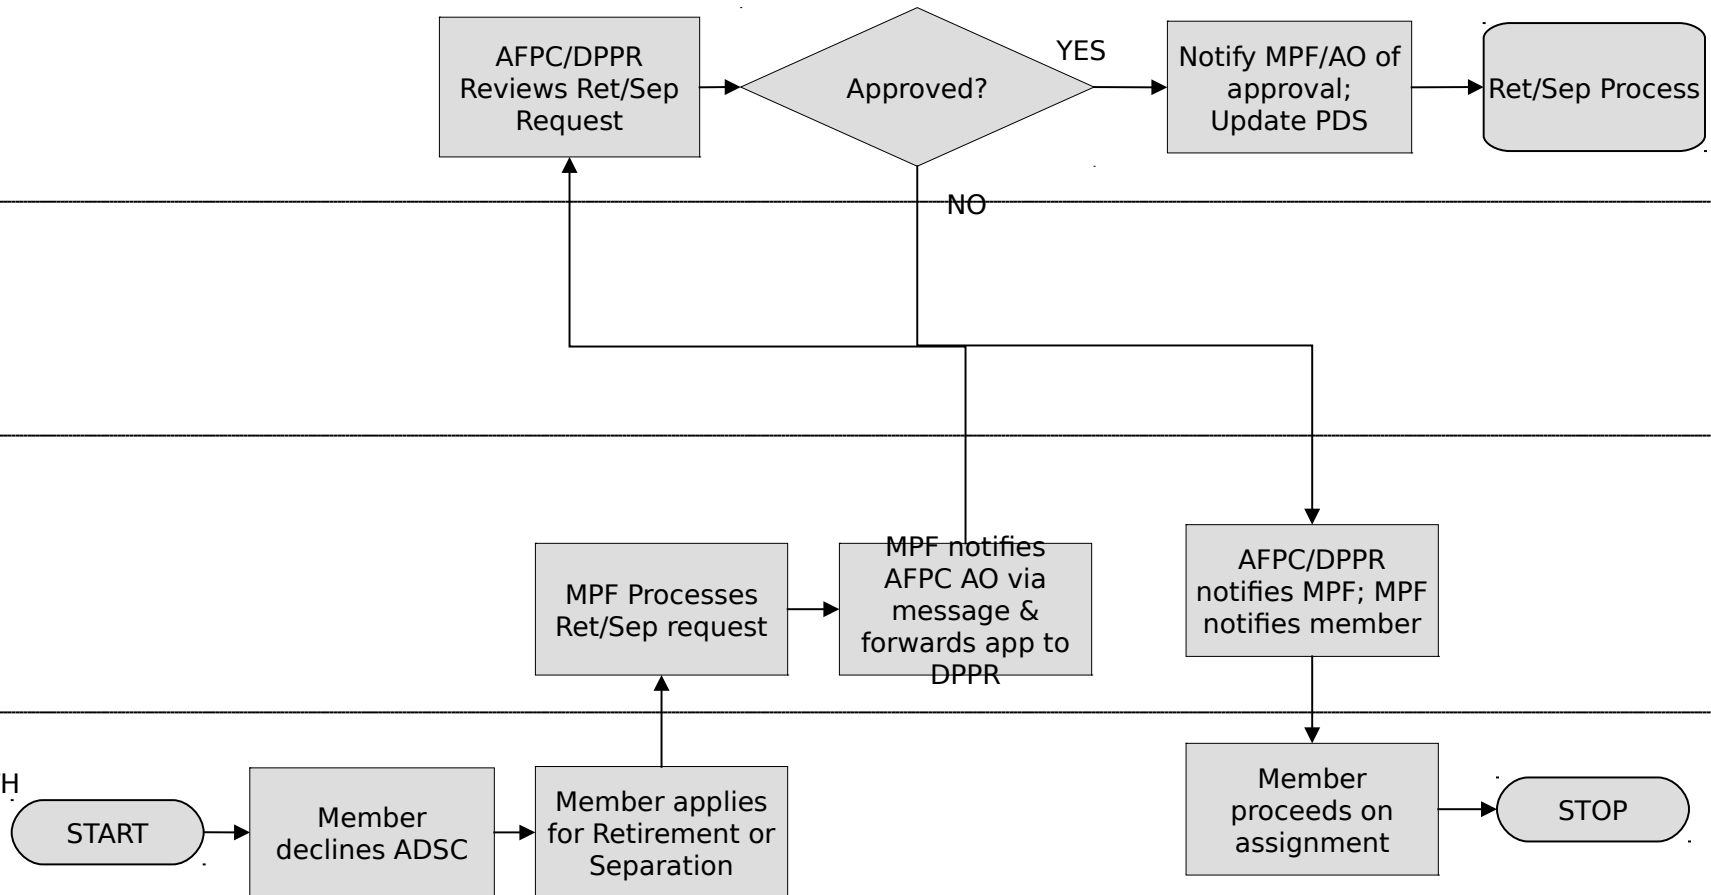 AFPC/DPPR
Reviews Ret/Sep
Request
Approved?
YES
Notify MPF/AO of
approval;
Update PDS
Ret/Sep Process
NO
MPF Processes
Ret/Sep request
MPF notifies
AFPC AO via
message &
forwards app to
DPPR
AFPC/DPPR
notifies MPF; MPF
notifies member
H
START
Member
declines ADSC
Member applies
for Retirement or
Separation
Member
proceeds on
assignment
STOP